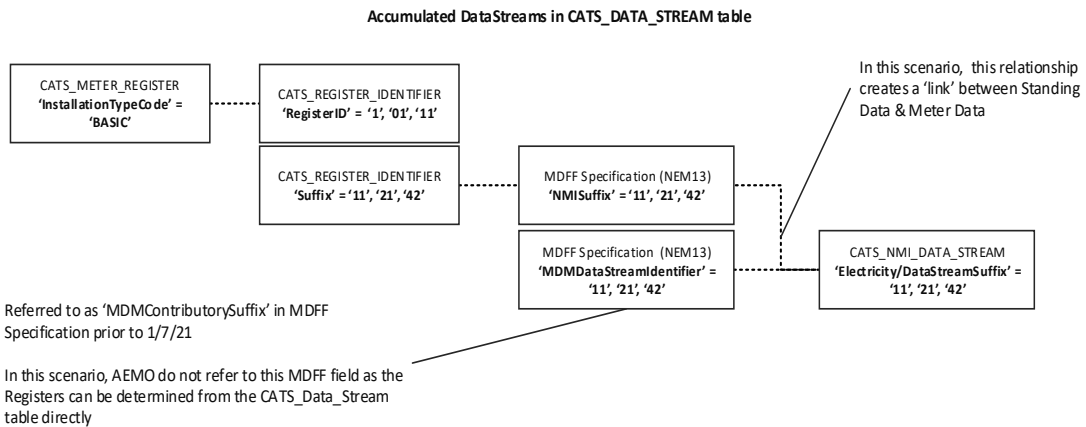 Accumulated DataStreams in CATS_DATA_STREAM table
CATS_METER_REGISTER
‘InstallationTypeCode’ =
‘BASIC’
CATS_REGISTER_IDENTIFIER
‘RegisterID’ = ‘1’, ‘01’, ‘11’
In this scenario, this relationship
creates a ‘link’ between Standing
Data & Meter Data
CATS_REGISTER_IDENTIFIER
‘Suffix’ = ‘11’, ‘21’, ‘42’
MDFF Specification (NEM13)
‘NMISuffix’ = ‘11’, ‘21’, ‘42’
MDFF Specification (NEM13)
‘MDMDataStreamIdentifier’ =
‘11’, ‘21’, ‘42’
CATS_NMI_DATA_STREAM
‘Electricity/DataStreamSuffix’ =
‘11’, ‘21’, ‘42’
Referred to as ‘MDMContributorySuffix’ in MDFF
Specification prior to 1/7/21
In this scenario, AEMO do not refer to this MDFF field as the
Registers can be determined from the CATS_Data_Stream
table directly